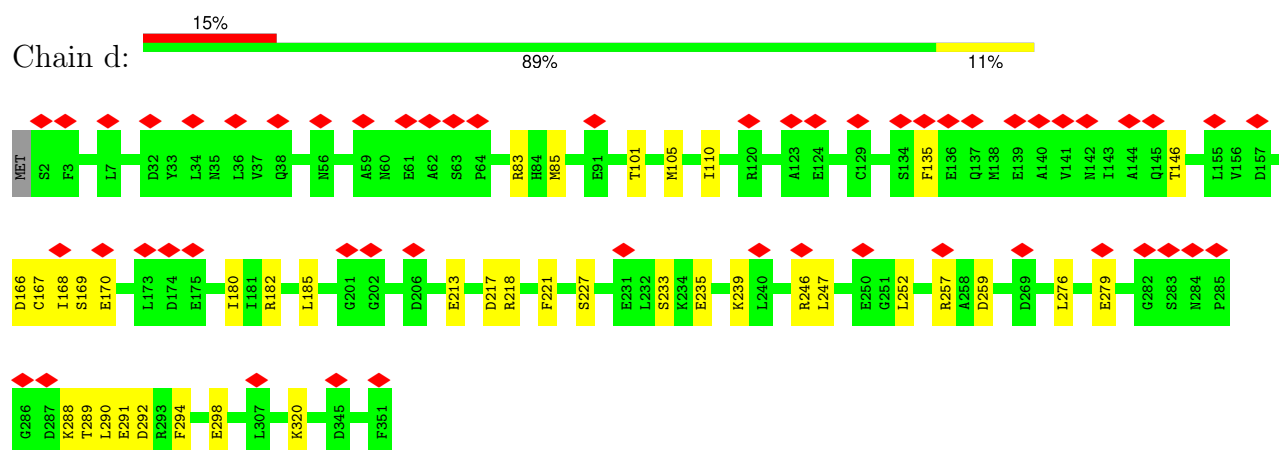 15%
Chain d:
89% 11%
MET S2 F3 L7 D32 Y33 L34 N35 L36 V37 Q38 N56 A59 N60 E61 A62 S63 P64 R83 H84 M85 E91 T101 M105 I110 R120 A123 E124 C129 S134 F135 E136 Q137 M138 E139 A140 V141 N142 I143 A144 Q145 T146 L155 V156 D157
D166 C167 I168 S169 E170 L173 D174 E175 I180 I181 R182 L185 G201 G202 D206 E213 D217 R218 F221 S227 E231 L232 S233 K234 E235 K239 L240 R246 L247 E250 G251 L252 R257 A258 D259 D269 L276 E279 G282 S283 N284 P285
G286 D287 K288 T289 L290 E291 D292 R293 F294 E298 L307 K320 D345 F351